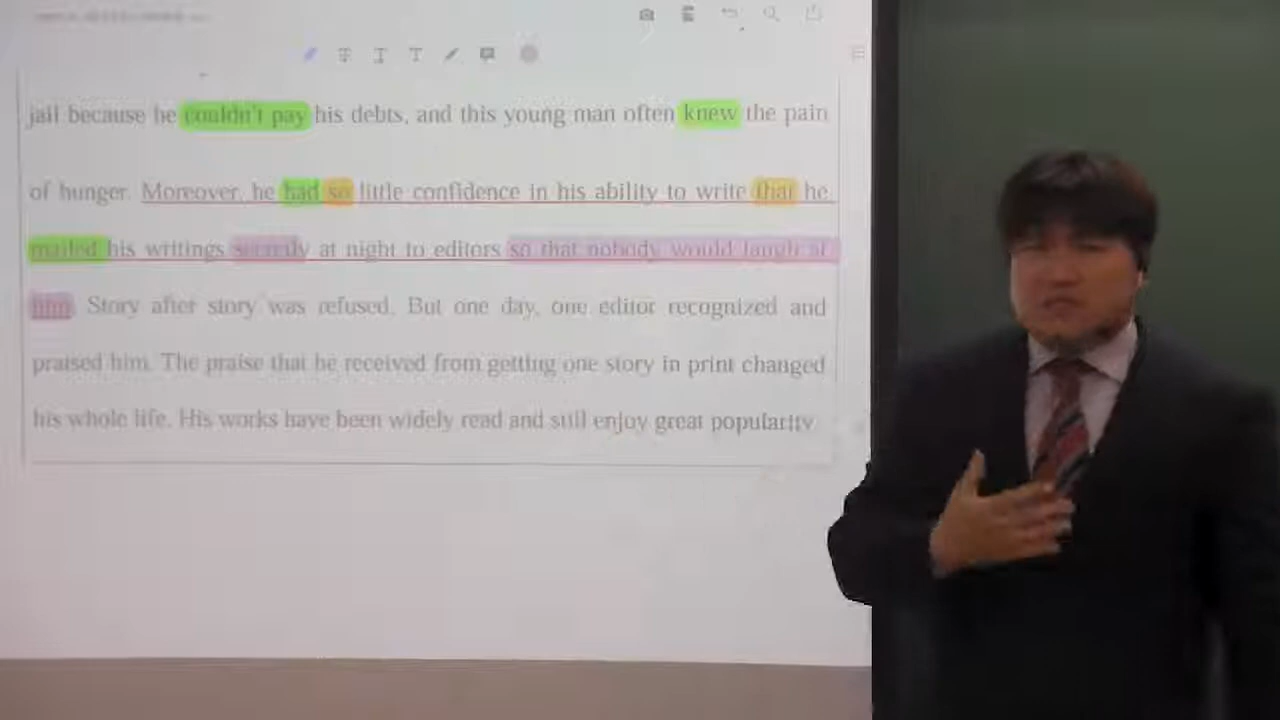 jail because he couldn't pay his debts, and this young man often knew the pain
of hunger. Moreover, he had so little confidence in his ability to write that he
mailed his writings secretly at night to editors so that nobody would laugh at
him. Story after story was refused. But one day, one editor recognized and
praised him. The praise that he received from getting one story in print changed
his whole life. His works have been widely read and still enjoy great popularity.